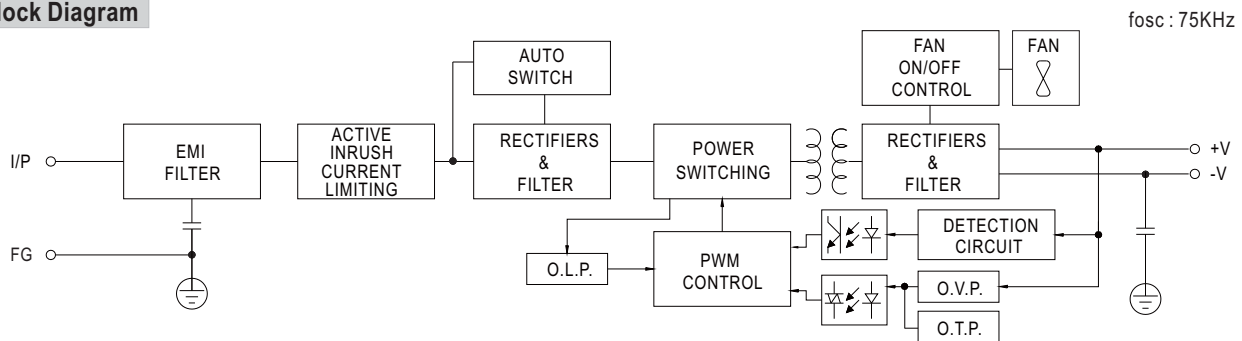 lock Diagram
fosc : 75KHz
AUTO
SWITCH
FAN
ON/OFF
CONTROL
FAN
I/P
EMI
FILTER
ACTIVE
INRUSH
CURRENT
LIMITING
RECTIFIERS
&
FILTER
POWER
SWITCHING
RECTIFIERS
&
FILTER
+V
-V
FG
O.L.P.
PWM
CONTROL
DETECTION
CIRCUIT
O.V.P.
O.T.P.